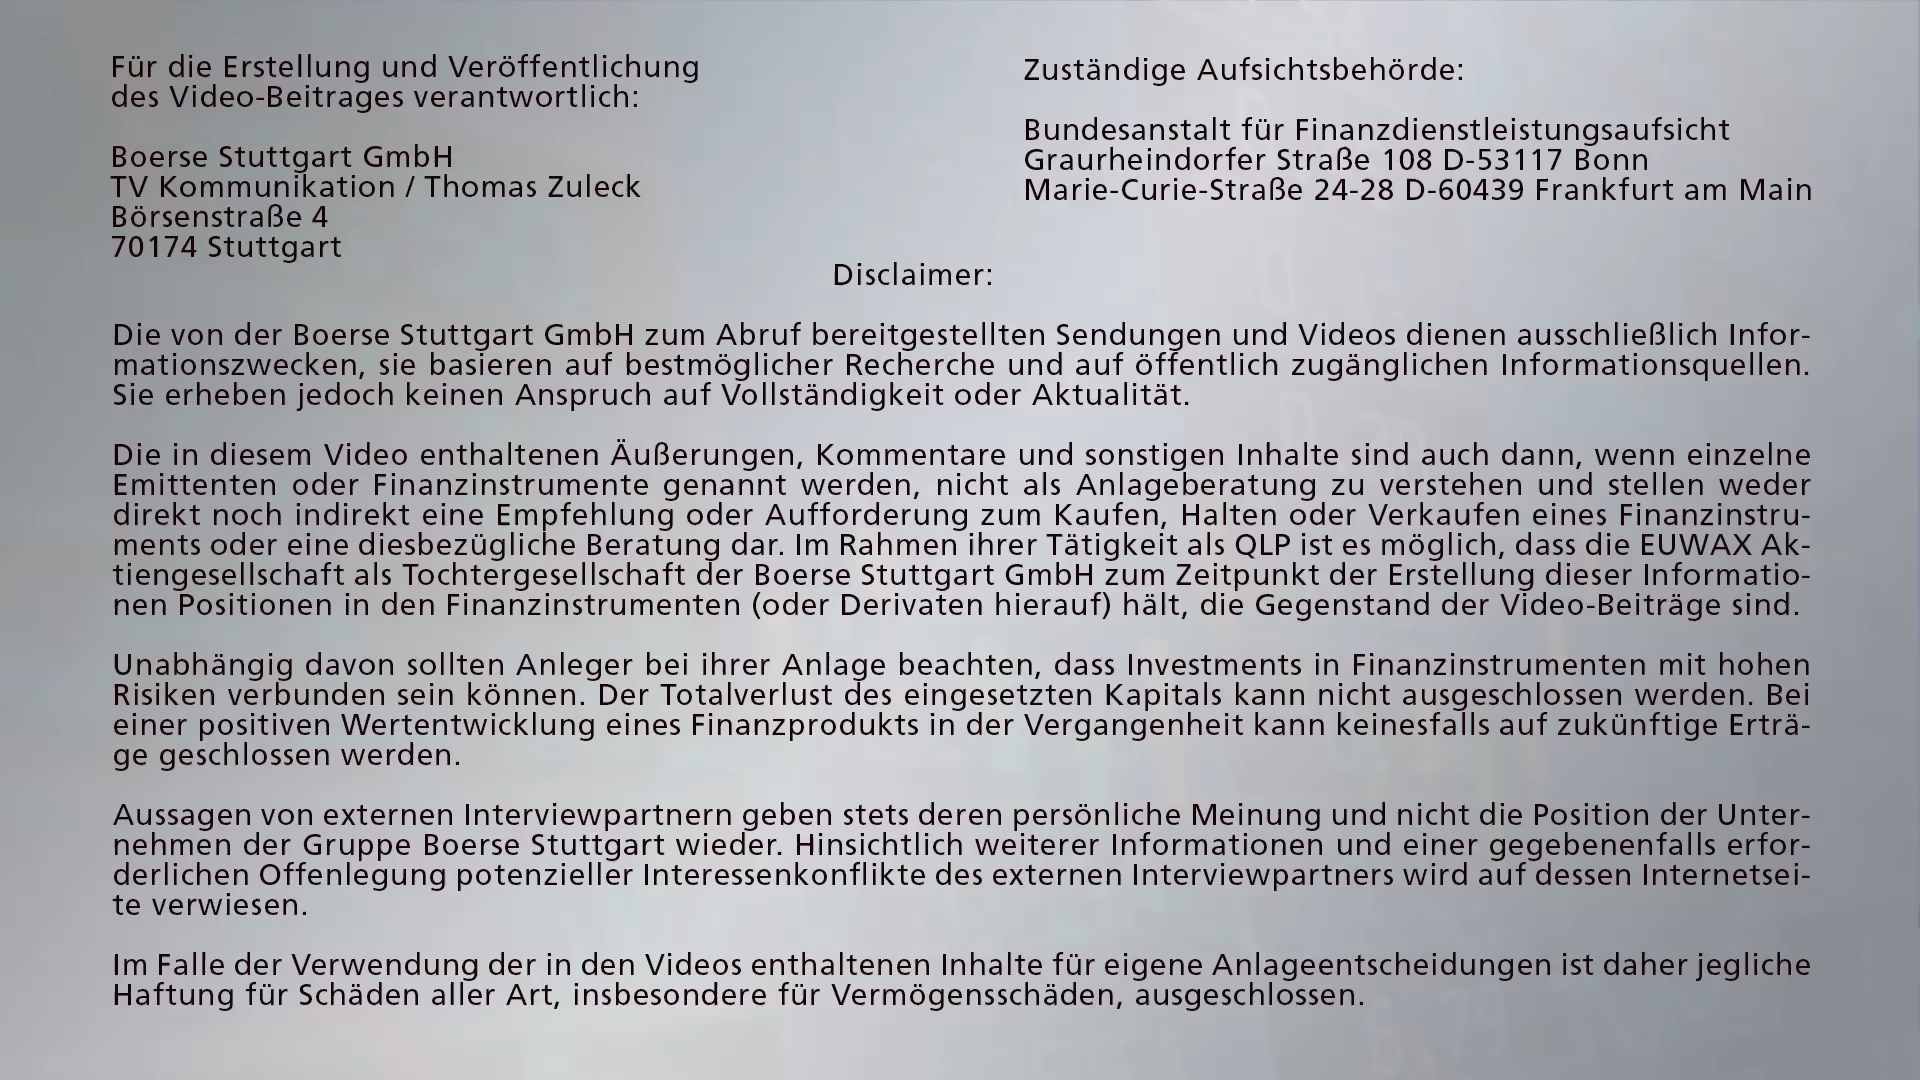 Für die Erstellung und Veröffentlichung
des Video-Beitrages verantwortlich:
Boerse Stuttgart GmbH
TV Kommunikation / Thomas Zuleck
Börsenstraße 4
70174 Stuttgart
Zuständige Aufsichtsbehörde:
Bundesanstalt für Finanzdienstleistungsaufsicht
Graurheindorfer Straße 108 D-53117 Bonn
Marie-Curie-Straße 24-28 D-60439 Frankfurt am Main
Disclaimer:
Die von der Boerse Stuttgart GmbH zum Abruf bereitgestellten Sendungen und Videos dienen ausschließlich Infor-
mationszwecken, sie basieren auf bestmöglicher Recherche und auf öffentlich zugänglichen Informationsquellen.
Sie erheben jedoch keinen Anspruch auf Vollständigkeit oder Aktualität.
Die in diesem Video enthaltenen Äußerungen, Kommentare und sonstigen Inhalte sind auch dann, wenn einzelne
Emittenten oder Finanzinstrumente genannt werden, nicht als Anlageberatung zu verstehen und stellen weder
direkt noch indirekt eine Empfehlung oder Aufforderung zum Kaufen, Halten oder Verkaufen eines Finanzinstru-
ments oder eine diesbezügliche Beratung dar. Im Rahmen ihrer Tätigkeit als QLP ist es möglich, dass die EUWAX Ak-
tiengesellschaft als Tochtergesellschaft der Boerse Stuttgart GmbH zum Zeitpunkt der Erstellung dieser Informatio-
nen Positionen in den Finanzinstrumenten (oder Derivaten hierauf) hält, die Gegenstand der Video-Beiträge sind.
Unabhängig davon sollten Anleger bei ihrer Anlage beachten, dass Investments in Finanzinstrumenten mit hohen
Risiken verbunden sein können. Der Totalverlust des eingesetzten Kapitals kann nicht ausgeschlossen werden. Bei
einer positiven Wertentwicklung eines Finanzprodukts in der Vergangenheit kann keinesfalls auf zukünftige Erträ-
ge geschlossen werden.
Aussagen von externen Interviewpartnern geben stets deren persönliche Meinung und nicht die Position der Unter-
nehmen der Gruppe Boerse Stuttgart wieder. Hinsichtlich weiterer Informationen und einer gegebenenfalls erfor-
derlichen Offenlegung potenzieller Interessenkonflikte des externen Interviewpartners wird auf dessen Internetsei-
te verwiesen.
Im Falle der Verwendung der in den Videos enthaltenen Inhalte für eigene Anlageentscheidungen ist daher jegliche
Haftung für Schäden aller Art, insbesondere für Vermögensschäden, ausgeschlossen.